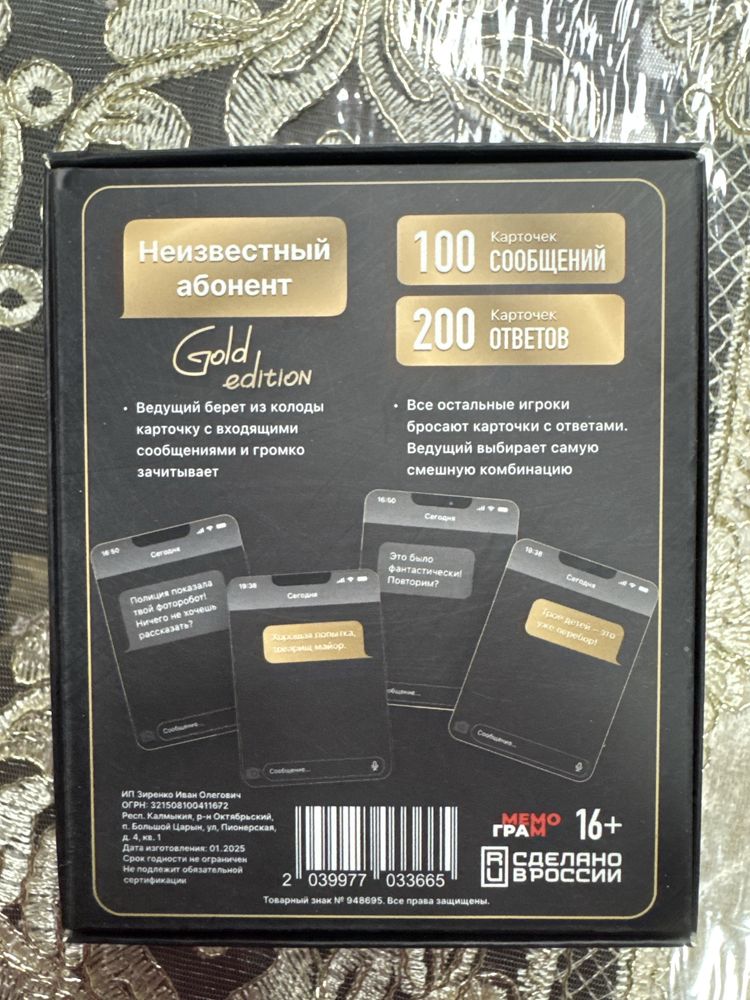 Неизвестный
абонент
Gold
edition
100 Карточек
СООБЩЕНИЙ
200 Карточек
ОТВЕТОВ
• Ведущий берет из колоды
карточку с входящими
сообщениями и громко
зачитывает
• Все остальные игроки
бросают карточки с ответами.
Ведущий выбирает самую
смешную комбинацию
16:50
Сегодня
Полиция показала
твой фоторобот!
Ничего не хочешь
рассказать?
Сообщение...
19:38
Сегодня
Хорошая попытка,
товарищ майор.
Сообщение...
16:50
Сегодня
Это было
фантастически!
Повторим?
общение...
19:38
Сегодня
Трое детей – это
уже перебор!
Сообщение...
ИП Зиренко Иван Олегович
ОГРН: 321508100411672
Респ. Калмыкия, р-н Октябрьский,
п. Большой Царын, ул, Пионерская,
д. 4, кв. 1
Дата изготовления: 01.2025
Срок годности не ограничен
Не подлежит обязательной
сертификации
2 039977 033665
МЕМО
ГРАМ
16+
RU СДЕЛАНО
В РОССИИ
Товарный знак № 948695. Все права защищены.